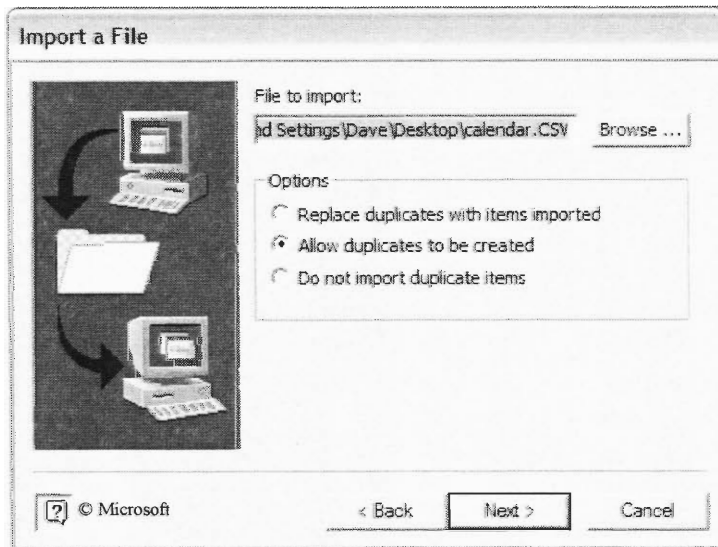 Import a File
File to import:
d Settings\Dave\Desktop\calendar.CSV
Browse ...
Options
Replace duplicates with items imported
Allow duplicates to be created
Do not import duplicate items
? © Microsoft
< Back
Next >
Cancel